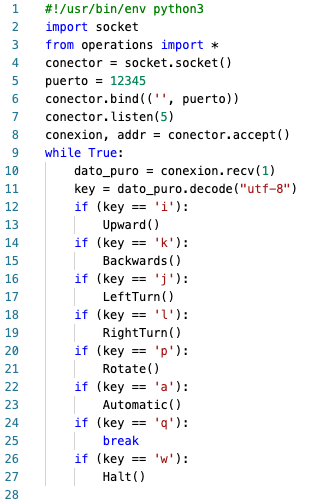 1 #!/usr/bin/env python3
2 import socket
3 from operations import *
4 conector = socket.socket()
5 puerto = 12345
6 conector.bind(('', puerto))
7 conector.listen(5)
8 conexion, addr = conector.accept()
9 while True:
10     dato_puro = conexion.recv(1)
11     key = dato_puro.decode("utf-8")
12     if (key == 'i'):
13         Upward()
14     if (key == 'k'):
15         Backwards()
16     if (key == 'j'):
17         LeftTurn()
18     if (key == 'l'):
19         RightTurn()
20     if (key == 'p'):
21         Rotate()
22     if (key == 'a'):
23         Automatic()
24     if (key == 'q'):
25         break
26     if (key == 'w'):
27         Halt()
28